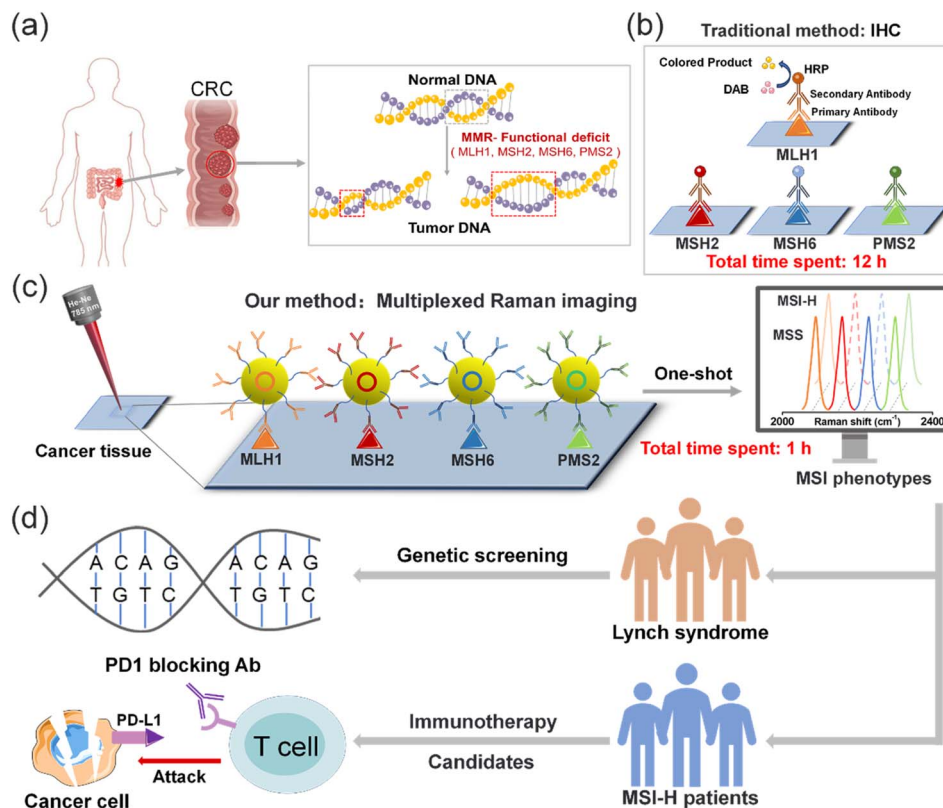 (a)
CRC
Normal DNA
MMR- Functional deficit
( MLH1, MSH2, MSH6, PMS2 )
Tumor DNA
(b)
Traditional method: IHC
Colored Product
HRP
DAB
Secondary Antibody
Primary Antibody
MLH1
MSH2
MSH6
PMS2
Total time spent: 12 h
(c)
He-Ne
785 nm
Our method： Multiplexed Raman imaging
Cancer tissue
MLH1
MSH2
MSH6
PMS2
One-shot
Total time spent: 1 h
MSI-H
MSS
2000
2400
Raman shift (cm⁻¹)
MSI phenotypes
(d)
A C A G A C A G
T G T C T G T C
Genetic screening
Lynch syndrome
PD1 blocking Ab
PD-L1
T cell
Attack
Cancer cell
Immunotherapy
Candidates
MSI-H patients